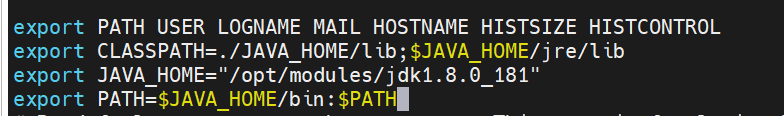 export PATH USER LOGNAME MAIL HOSTNAME HISTSIZE HISTCONTROL
export CLASSPATH=./JAVA_HOME/lib;$JAVA_HOME/jre/lib
export JAVA_HOME="/opt/modules/jdk1.8.0_181"
export PATH=$JAVA_HOME/bin:$PATH